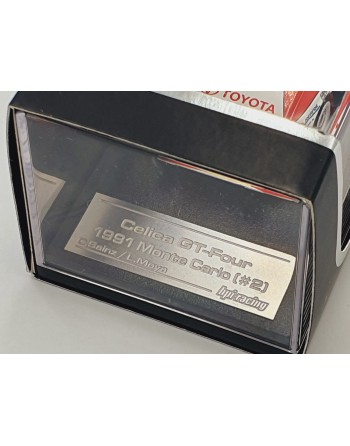 TOYOTA
Celica GT-Four
1991 Monte Carlo (#2)
C.Sainz / L.Moya
hpi·racing